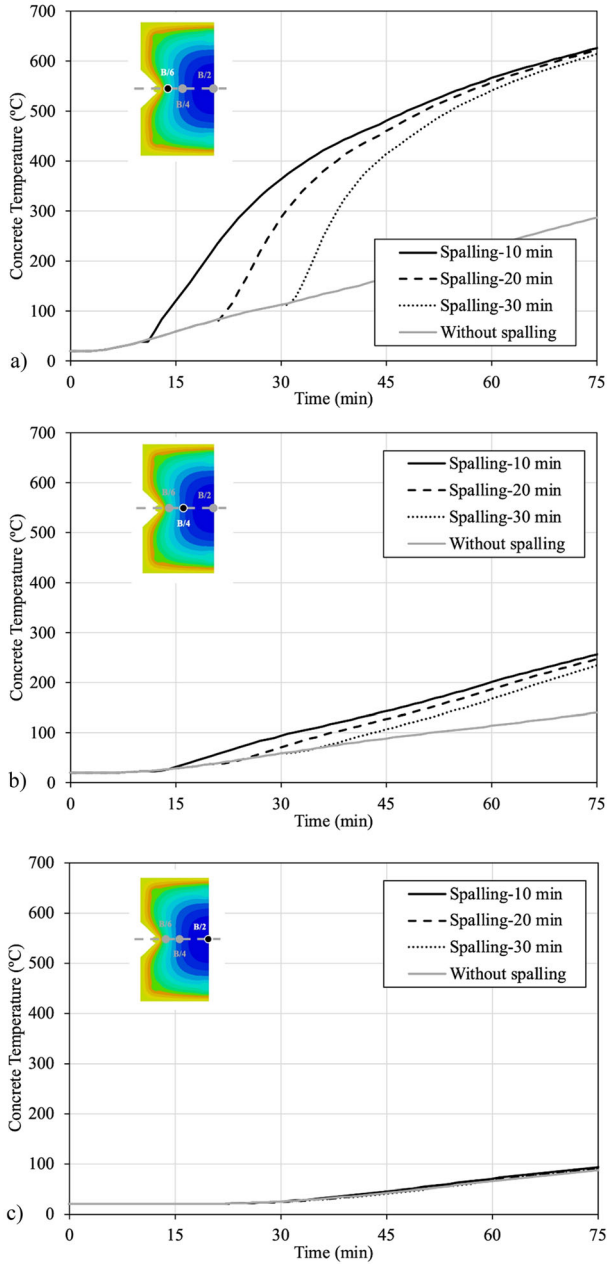 700
600
500
400
300
200
100
0
Concrete Temperature (ºC)
B/6
B/2
B/4
Spalling-10 min
Spalling-20 min
Spalling-30 min
Without spalling
0 15 30 45 60 75
Time (min)
a)
700
600
500
400
300
200
100
0
Concrete Temperature (ºC)
B/6
B/2
B/4
Spalling-10 min
Spalling-20 min
Spalling-30 min
Without spalling
0 15 30 45 60 75
Time (min)
b)
700
600
500
400
300
200
100
0
Concrete Temperature (ºC)
B/6
B/2
B/4
Spalling-10 min
Spalling-20 min
Spalling-30 min
Without spalling
0 15 30 45 60 75
Time (min)
c)